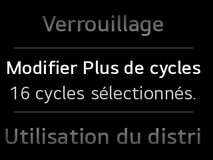 Verrouillage
Modifier Plus de cycles
16 cycles sélectionnés.
Utilisation du distri